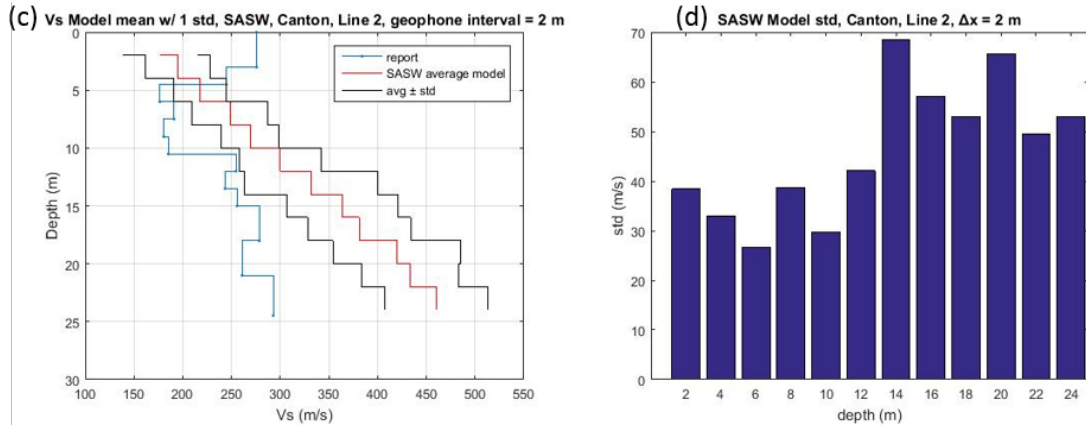 (c) Vs Model mean w/ 1 std, SASW, Canton, Line 2, geophone interval = 2 m
0
5
10
15
20
25
30
Depth (m)
report
SASW average model
avg ± std
100 150 200 250 300 350 400 450 500 550
Vs (m/s)
(d) SASW Model std, Canton, Line 2, Δx = 2 m
70
60
50
40
30
20
10
0
std (m/s)
2 4 6 8 10 12 14 16 18 20 22 24
depth (m)